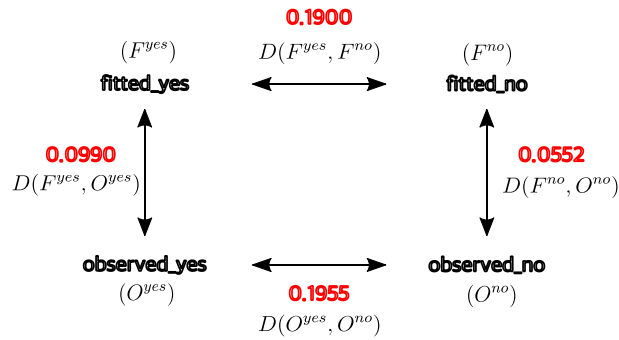 0.1900
(F^{yes}) D(F^{yes}, F^{no}) (F^{no})
fitted_yes fitted_no
0.0990 0.0552
D(F^{yes}, O^{yes}) D(F^{no}, O^{no})
observed_yes observed_no
(O^{yes}) 0.1955 (O^{no})
D(O^{yes}, O^{no})